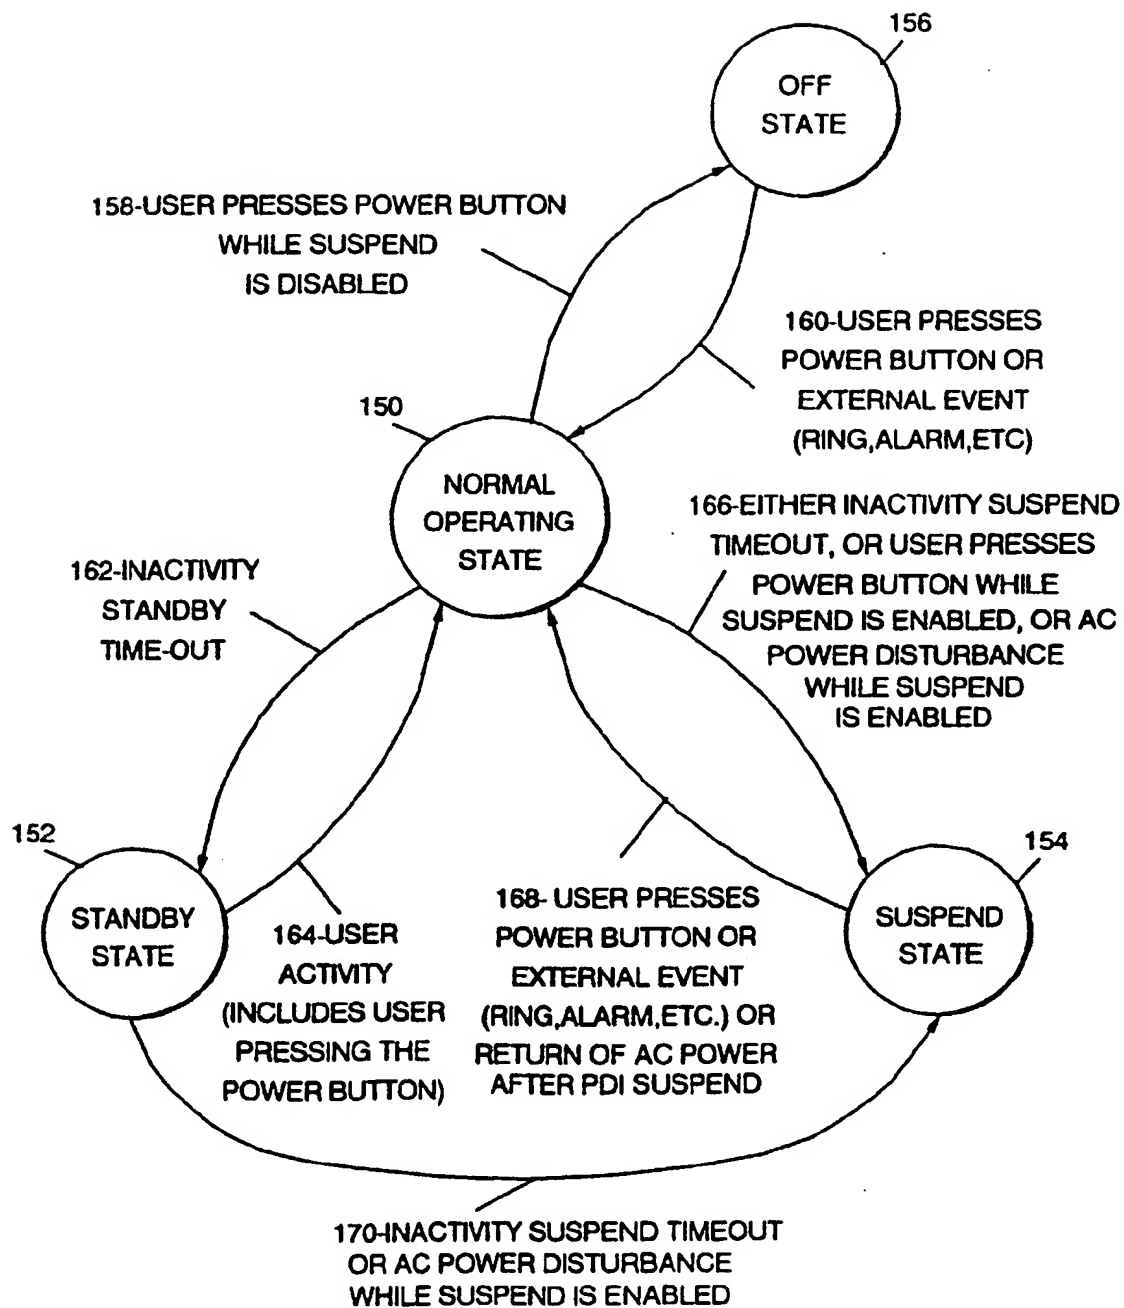 156
OFF
STATE
158-USER PRESSES POWER BUTTON
WHILE SUSPEND
IS DISABLED
160-USER PRESSES
POWER BUTTON OR
EXTERNAL EVENT
(RING,ALARM,ETC)
150
NORMAL
OPERATING
STATE
166-EITHER INACTIVITY SUSPEND
TIMEOUT, OR USER PRESSES
POWER BUTTON WHILE
SUSPEND IS ENABLED, OR AC
POWER DISTURBANCE
WHILE SUSPEND
IS ENABLED
162-INACTIVITY
STANDBY
TIME-OUT
152
STANDBY
STATE
154
SUSPEND
STATE
164-USER
ACTIVITY
(INCLUDES USER
PRESSING THE
POWER BUTTON)
168- USER PRESSES
POWER BUTTON OR
EXTERNAL EVENT
(RING,ALARM,ETC.) OR
RETURN OF AC POWER
AFTER PDI SUSPEND
170-INACTIVITY SUSPEND TIMEOUT
OR AC POWER DISTURBANCE
WHILE SUSPEND IS ENABLED